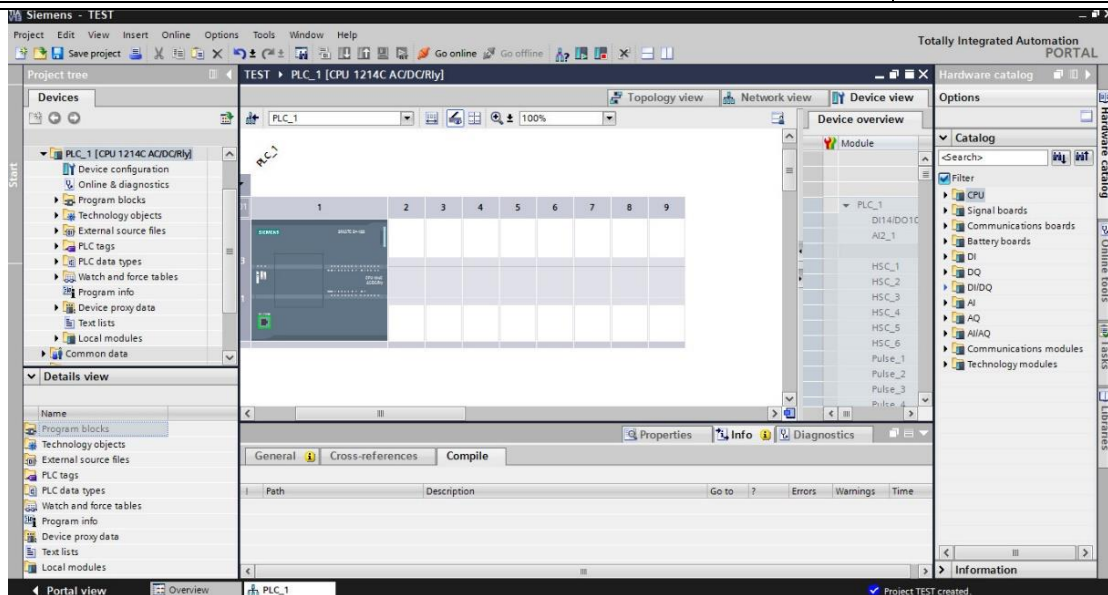 Siemens - TEST
Project Edit View Insert Online Options Tools Window Help
Save project
Go online
Go offline
Totally Integrated Automation
PORTAL
Project tree
TEST PLC_1 [CPU 1214C AC/DC/Rly]
Hardware catalog
Devices
Topology view
Network view
Device view
Options
PLC_1
100%
Device overview
PLC_1 [CPU 1214C AC/DC/Rly]
Device configuration
Online & diagnostics
Program blocks
Technology objects
External source files
PLC tags
PLC data types
Watch and force tables
Program info
Device proxy data
Text lists
Local modules
Common data
PLC_1
1 2 3 4 5 6 7 8 9
SIEMENS
Module
PLC_1
DI14/DO10
AI2_1
HSC_1
HSC_2
HSC_3
HSC_4
HSC_5
HSC_6
Pulse_1
Pulse_2
Pulse_3
Pulse_4
Catalog
<Search>
Filter
CPU
Signal boards
Communications boards
Battery boards
DI
DQ
DI/DQ
AI
AQ
AI/AQ
Communications modules
Technology modules
Start
Hardware catalog
Online tools
Tasks
Libraries
Details view
Name
Program blocks
Technology objects
External source files
PLC tags
PLC data types
Watch and force tables
Program info
Device proxy data
Text lists
Local modules
Properties
Info
Diagnostics
General
Cross-references
Compile
! Path Description Go to ? Errors Warnings Time
Information
Portal view
Overview
PLC_1
Project TEST created.